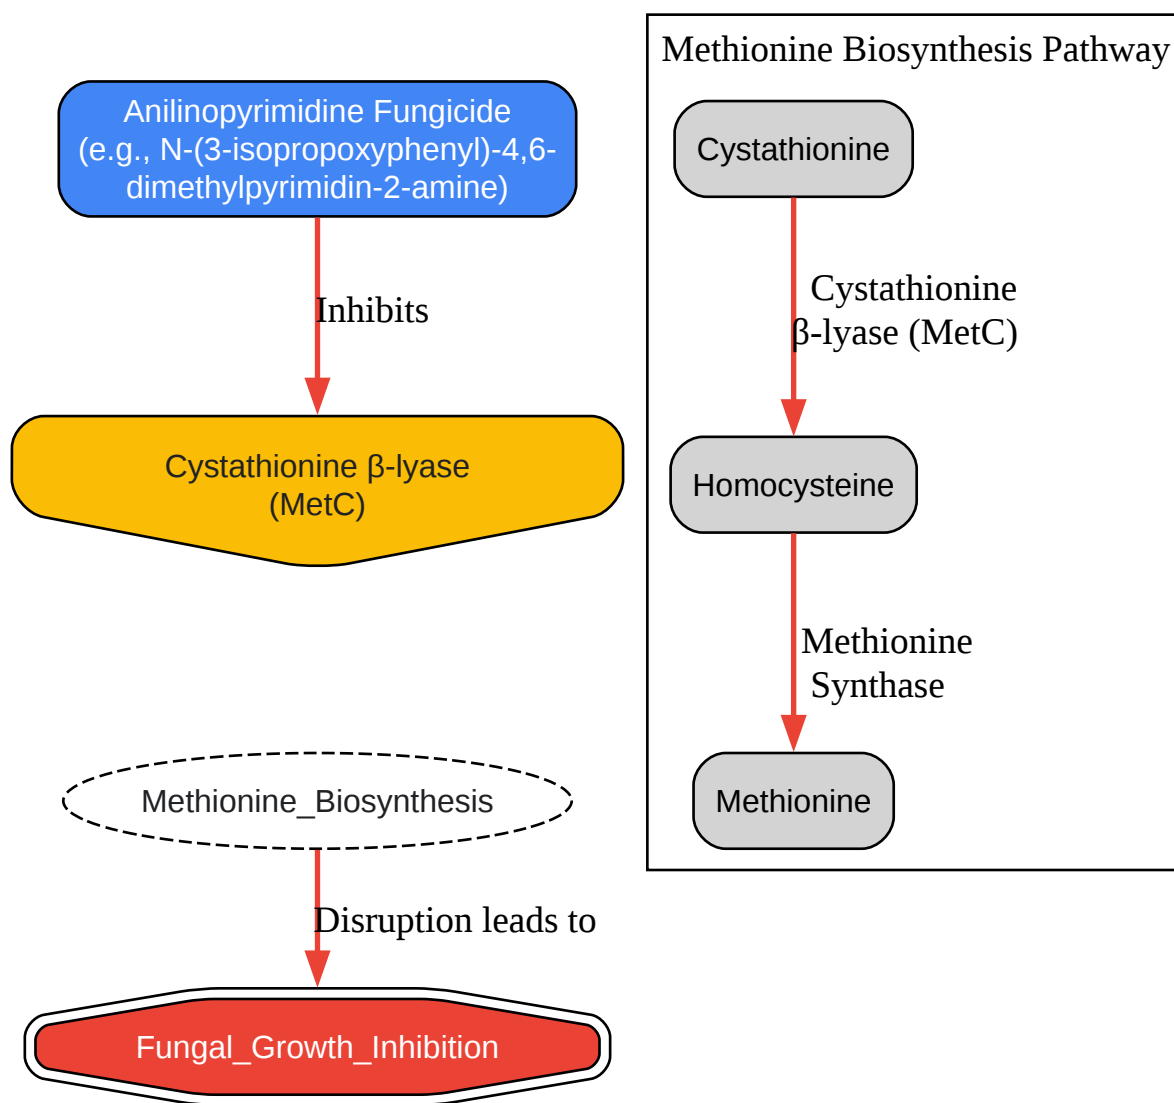 Anilinopyrimidine Fungicide
(e.g., N-(3-isopropoxyphenyl)-4,6-
dimethylpyrimidin-2-amine)
Inhibits
Cystathionine β-lyase
(MetC)
Methionine_Biosynthesis
Disruption leads to
Fungal_Growth_Inhibition
Methionine Biosynthesis Pathway
Cystathionine
Cystathionine
β-lyase (MetC)
Homocysteine
Methionine
Synthase
Methionine